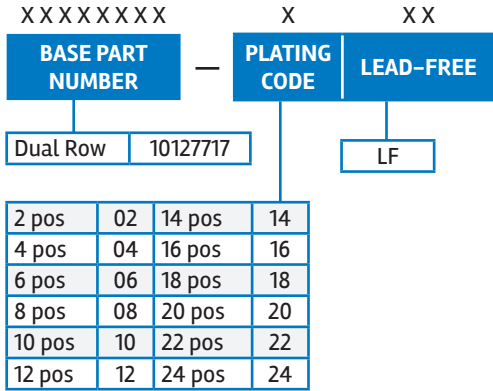 X X X X X X X X X X X
BASE PART NUMBER — PLATING CODE LEAD–FREE
Dual Row 10127717 LF
2 pos 02 14 pos 14
4 pos 04 16 pos 16
6 pos 06 18 pos 18
8 pos 08 20 pos 20
10 pos 10 22 pos 22
12 pos 12 24 pos 24